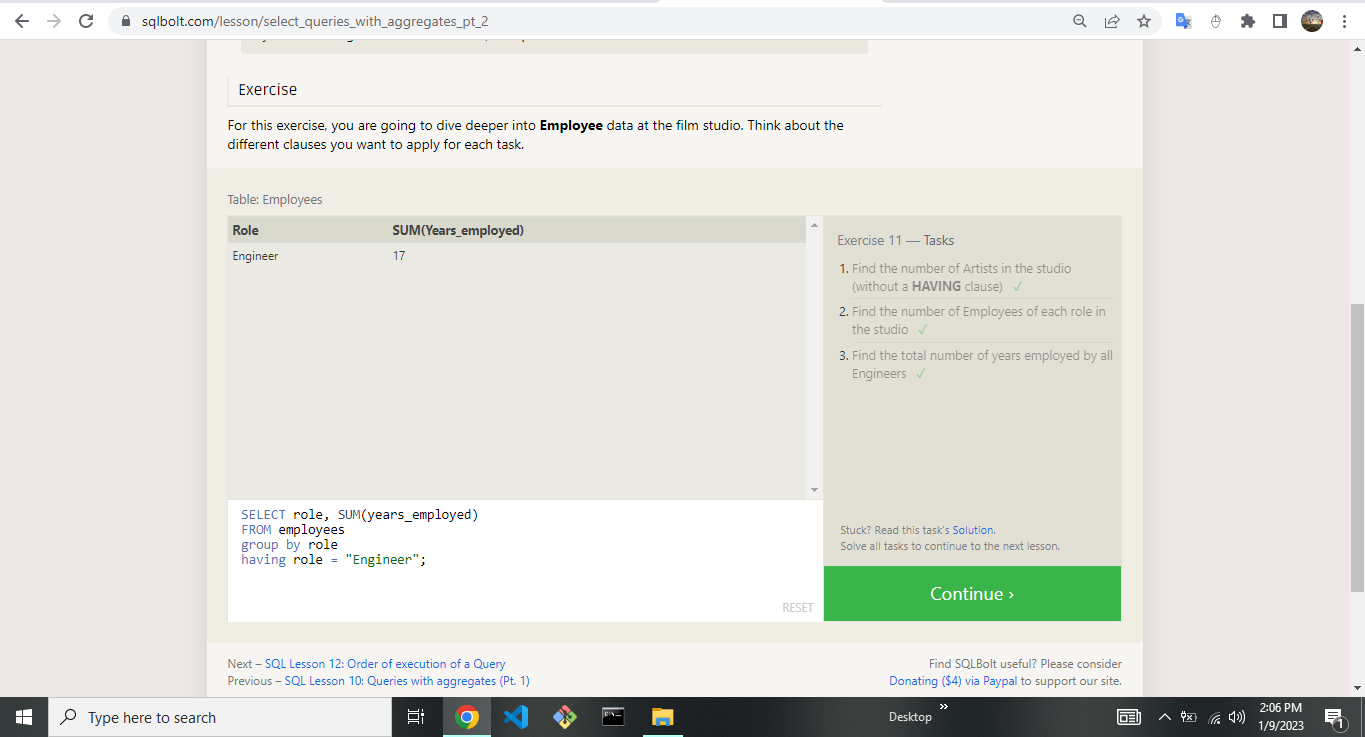 sqlbolt.com/lesson/select_queries_with_aggregates_pt_2
Exercise
For this exercise, you are going to dive deeper into Employee data at the film studio. Think about the
different clauses you want to apply for each task.
Table: Employees
Role SUM(Years_employed)
Engineer 17
SELECT role, SUM(years_employed)
FROM employees
group by role
having role = "Engineer";
RESET
Exercise 11 — Tasks
1. Find the number of Artists in the studio
(without a HAVING clause) ✓
2. Find the number of Employees of each role in
the studio ✓
3. Find the total number of years employed by all
Engineers ✓
Stuck? Read this task's Solution.
Solve all tasks to continue to the next lesson.
Continue ›
Next – SQL Lesson 12: Order of execution of a Query
Previous – SQL Lesson 10: Queries with aggregates (Pt. 1)
Find SQLBolt useful? Please consider
Donating ($4) via Paypal to support our site.
Type here to search
Desktop
2:06 PM
1/9/2023
1